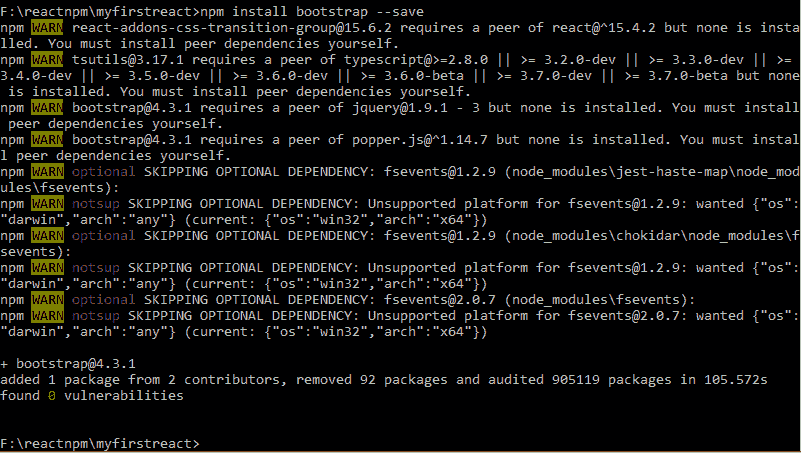 F:\reactnpm\myfirstreact>npm install bootstrap --save
npm WARN react-addons-css-transition-group@15.6.2 requires a peer of react@^15.4.2 but none is insta
lled. You must install peer dependencies yourself.
npm WARN tsutils@3.17.1 requires a peer of typescript@>=2.8.0 || >= 3.2.0-dev || >= 3.3.0-dev || >=
3.4.0-dev || >= 3.5.0-dev || >= 3.6.0-dev || >= 3.6.0-beta || >= 3.7.0-dev || >= 3.7.0-beta but none
 is installed. You must install peer dependencies yourself.
npm WARN bootstrap@4.3.1 requires a peer of jquery@1.9.1 - 3 but none is installed. You must install
 peer dependencies yourself.
npm WARN bootstrap@4.3.1 requires a peer of popper.js@^1.14.7 but none is installed. You must instal
l peer dependencies yourself.
npm WARN optional SKIPPING OPTIONAL DEPENDENCY: fsevents@1.2.9 (node_modules\jest-haste-map\node_mod
ules\fsevents):
npm WARN notsup SKIPPING OPTIONAL DEPENDENCY: Unsupported platform for fsevents@1.2.9: wanted {"os":
"darwin","arch":"any"} (current: {"os":"win32","arch":"x64"})
npm WARN optional SKIPPING OPTIONAL DEPENDENCY: fsevents@1.2.9 (node_modules\chokidar\node_modules\f
sevents):
npm WARN notsup SKIPPING OPTIONAL DEPENDENCY: Unsupported platform for fsevents@1.2.9: wanted {"os":
"darwin","arch":"any"} (current: {"os":"win32","arch":"x64"})
npm WARN optional SKIPPING OPTIONAL DEPENDENCY: fsevents@2.0.7 (node_modules\fsevents):
npm WARN notsup SKIPPING OPTIONAL DEPENDENCY: Unsupported platform for fsevents@2.0.7: wanted {"os":
"darwin","arch":"any"} (current: {"os":"win32","arch":"x64"})
+ bootstrap@4.3.1
added 1 package from 2 contributors, removed 92 packages and audited 905119 packages in 105.572s
found 0 vulnerabilities
F:\reactnpm\myfirstreact>